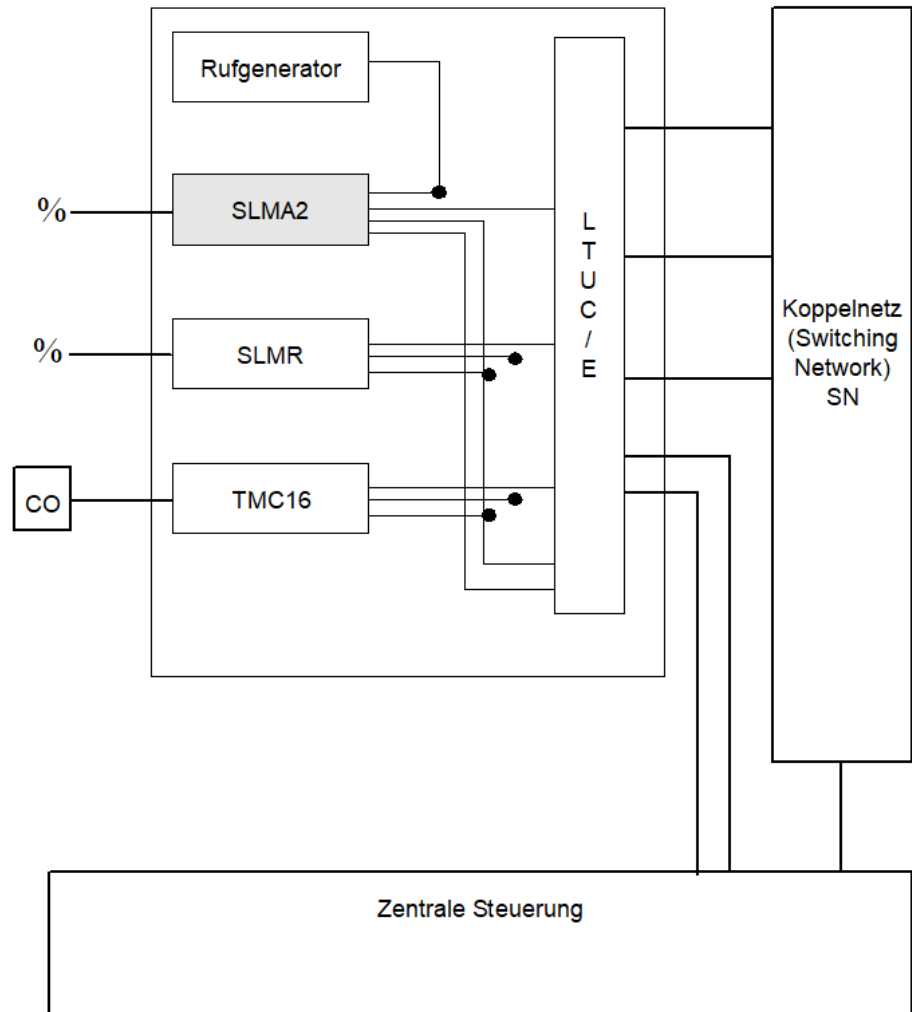 Rufgenerator
%
SLMA2
%
SLMR
CO
TMC16
L
T
U
C
/
E
Koppelnetz
(Switching
Network)
SN
Zentrale Steuerung